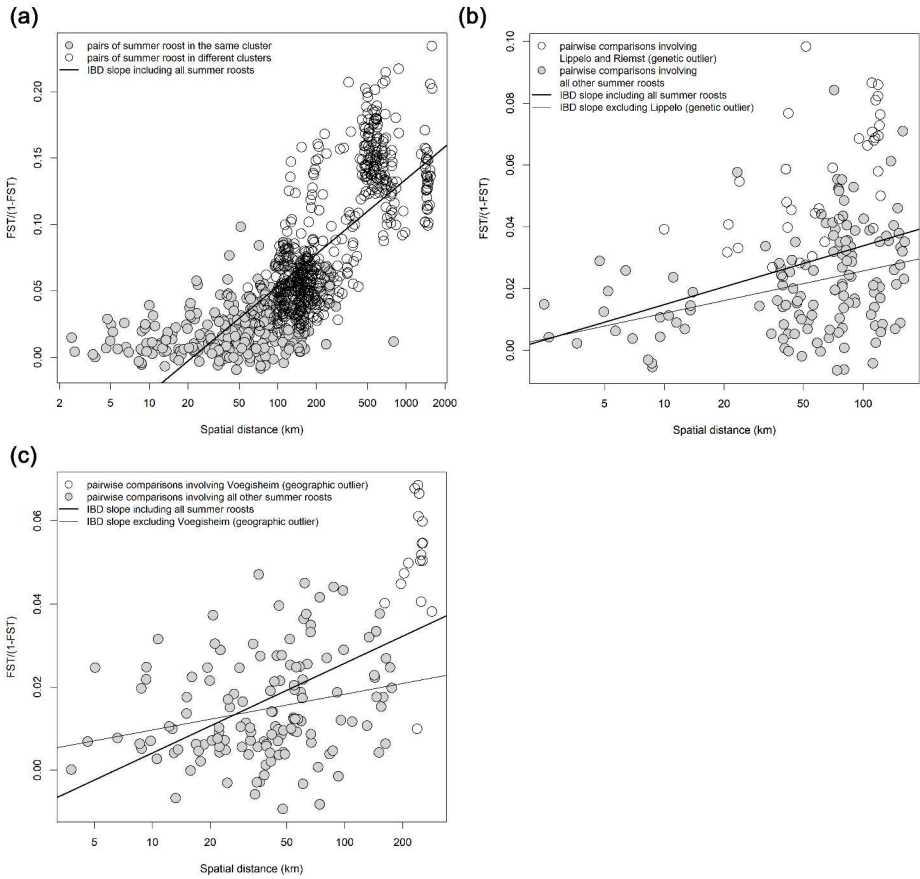 (a)
pairs of summer roost in the same cluster
pairs of summer roost in different clusters
IBD slope including all summer roosts
FST/(1-FST)
0.20
0.15
0.10
0.05
0.00
2
5
10
20
50
100
200
500
1000
2000
Spatial distance (km)
(b)
pairwise comparisons involving
Lippelo and Riemst (genetic outlier)
pairwise comparisons involving
all other summer roosts
IBD slope including all summer roosts
IBD slope excluding Lippelo (genetic outlier)
FST/(1-FST)
0.10
0.08
0.06
0.04
0.02
0.00
5
10
20
50
100
Spatial distance (km)
(c)
pairwise comparisons involving Voegisheim (geographic outlier)
pairwise comparisons involving all other summer roosts
IBD slope including all summer roosts
IBD slope excluding Voegisheim (geographic outlier)
FST/(1-FST)
0.06
0.04
0.02
0.00
5
10
20
50
100
200
Spatial distance (km)